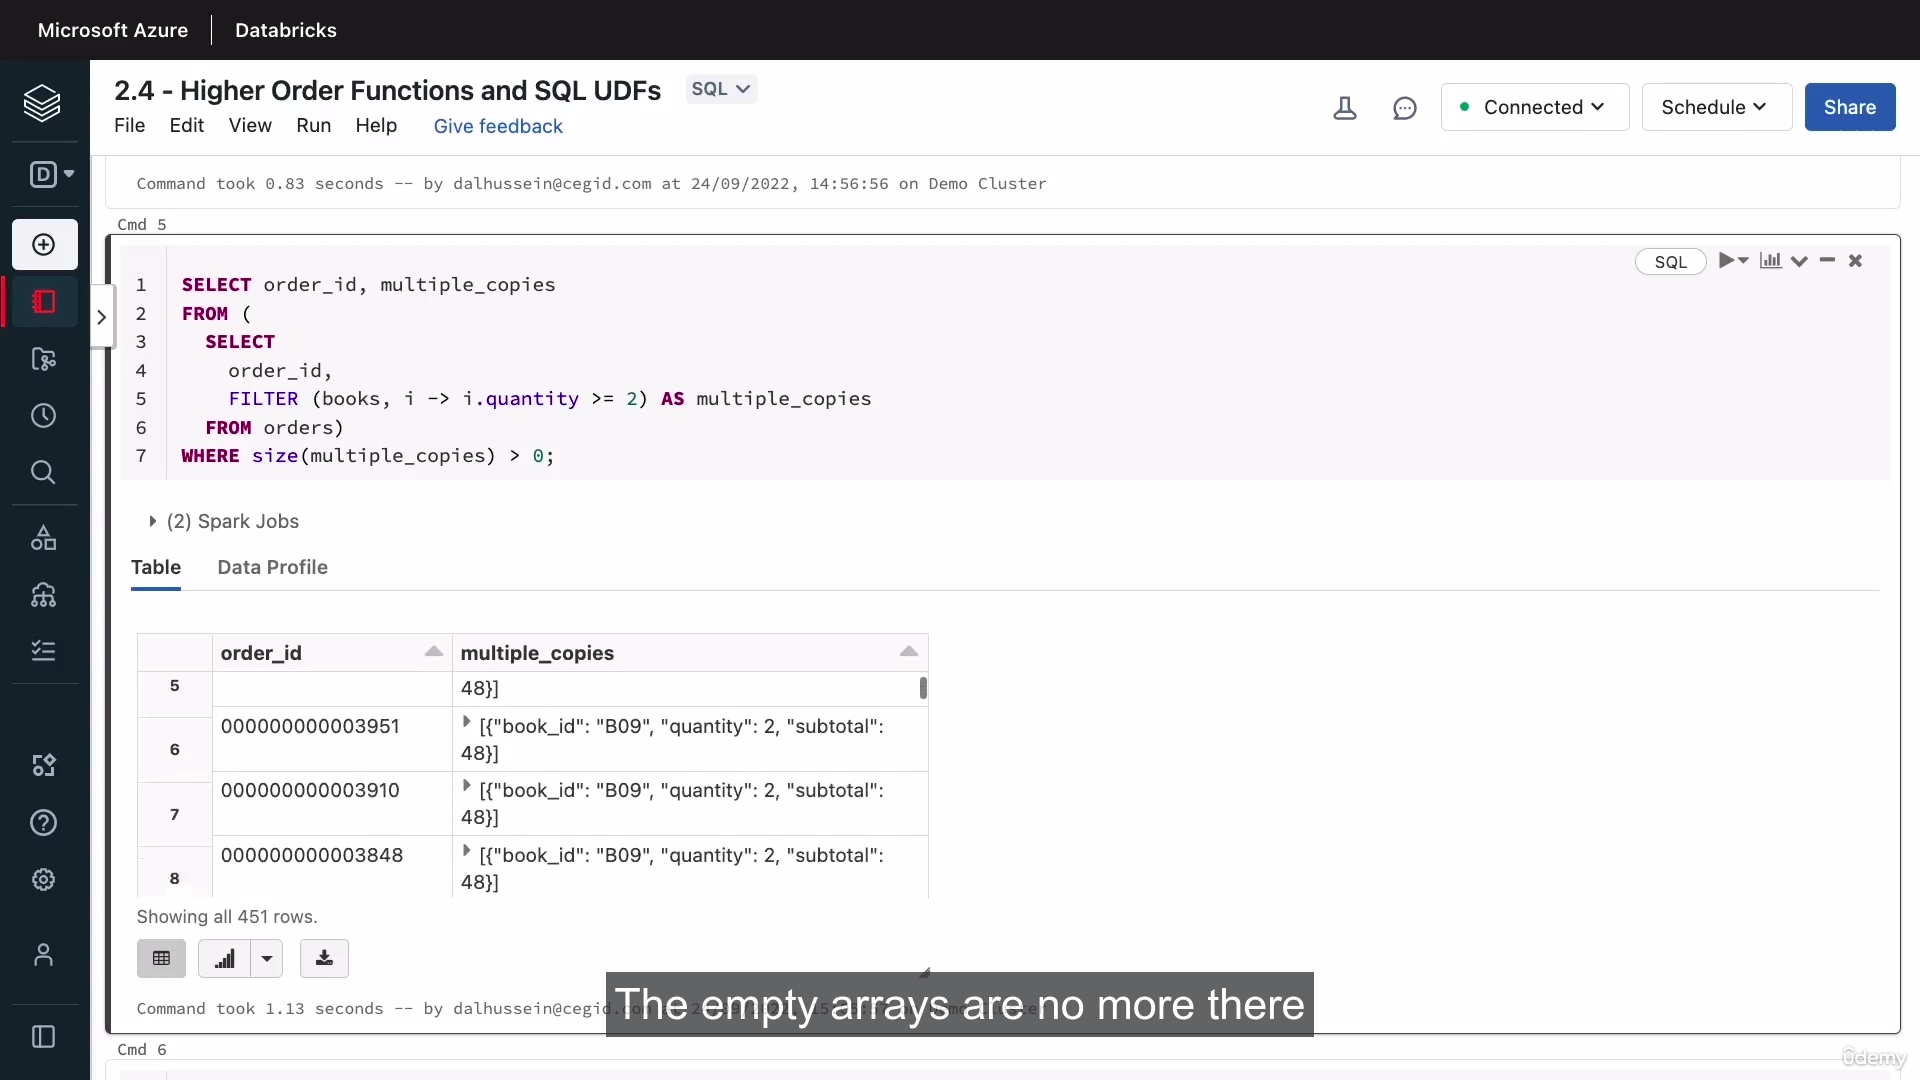 Microsoft Azure | Databricks
2.4 - Higher Order Functions and SQL UDFs SQL
File Edit View Run Help Give feedback
Connected Schedule Share
D
Command took 0.83 seconds -- by dalhussein@cegid.com at 24/09/2022, 14:56:56 on Demo Cluster
Cmd 5
SQL
1 SELECT order_id, multiple_copies
2 FROM (
3 SELECT
4 order_id,
5 FILTER (books, i -> i.quantity >= 2) AS multiple_copies
6 FROM orders)
7 WHERE size(multiple_copies) > 0;
(2) Spark Jobs
Table Data Profile
order_id multiple_copies
5 48}]
6 000000000003951 [{"book_id": "B09", "quantity": 2, "subtotal":
48}]
7 000000000003910 [{"book_id": "B09", "quantity": 2, "subtotal":
48}]
8 000000000003848 [{"book_id": "B09", "quantity": 2, "subtotal":
48}]
Showing all 451 rows.
Command took 1.13 seconds -- by dalhussein@cegid.com
The empty arrays are no more there
Cmd 6
ûdemy